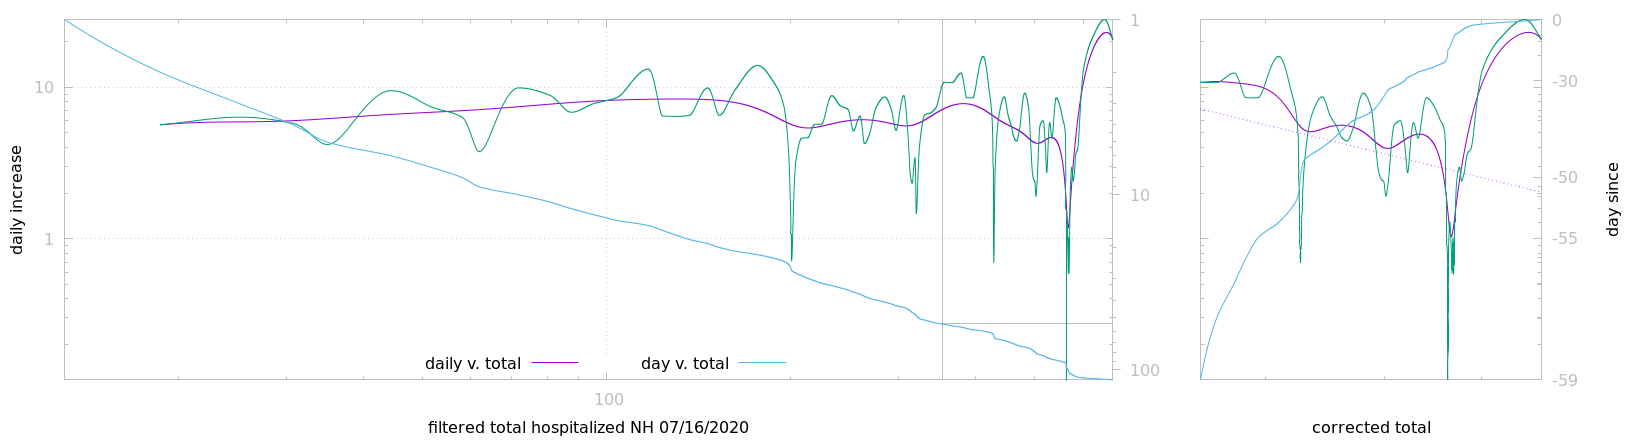 1
0
10
-30
10
-50
1
-55
daily increase
day since
daily v. total
day v. total
100
-59
100
filtered total hospitalized NH 07/16/2020
corrected total